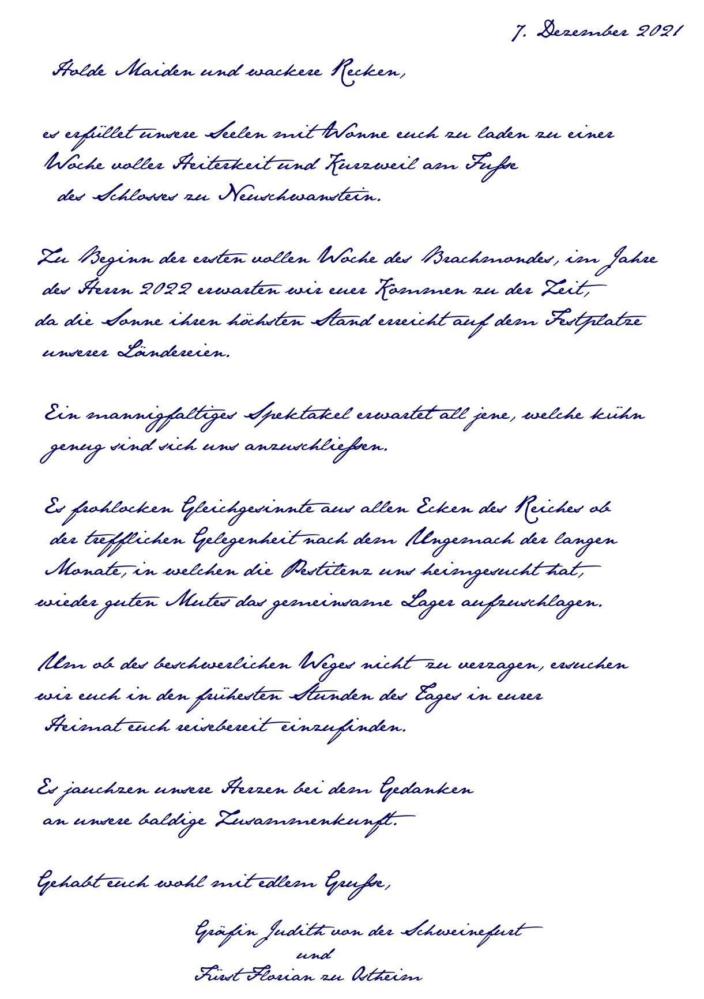 7. Dezember 2021
Holde Maiden und wackere Recken,
es erfüllet unsere Seelen mit Wonne euch zu laden zu einer
Woche voller Heiterkeit und Kurzweil am Fuße
des Schlosses zu Neuschwanstein.
Zu Beginn der ersten vollen Woche des Brachmondes, im Jahre
des Herrn 2022 erwarten wir euer Kommen zu der Zeit,
da die Sonne ihren höchsten Stand erreicht auf dem Festplatze
unserer Ländereien.
Ein mannigfaltiges Spektakel erwartet all jene, welche kühn
genug sind sich uns anzuschließen.
Es frohlocken Gleichgesinnte aus allen Ecken des Reiches ob
der trefflichen Gelegenheit nach dem Ungemach der langen
Monate, in welchen die Pestilenz uns heimgesucht hat,
wieder guten Mutes das gemeinsame Lager aufzuschlagen.
Um ob des beschwerlichen Weges nicht zu verzagen, ersuchen
wir euch in den frühesten Stunden des Tages in eurer
Heimat euch reisebereit einzufinden.
Es jauchzen unsere Herzen bei dem Gedanken
an unsere baldige Zusammenkunft.
Gehabt euch wohl mit edlem Gruße,
Gräfin Judith von der Schweinefurt
und
Fürst Florian zu Ostheim